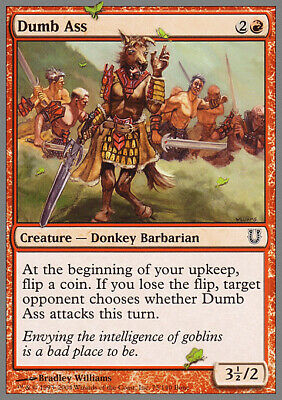 Dumb Ass 2
Creature — Donkey Barbarian
At the beginning of your upkeep,
flip a coin. If you lose the flip, target
opponent chooses whether Dumb
Ass attacks this turn.
Envying the intelligence of goblins
is a bad place to be.
Bradley Williams
3½/2